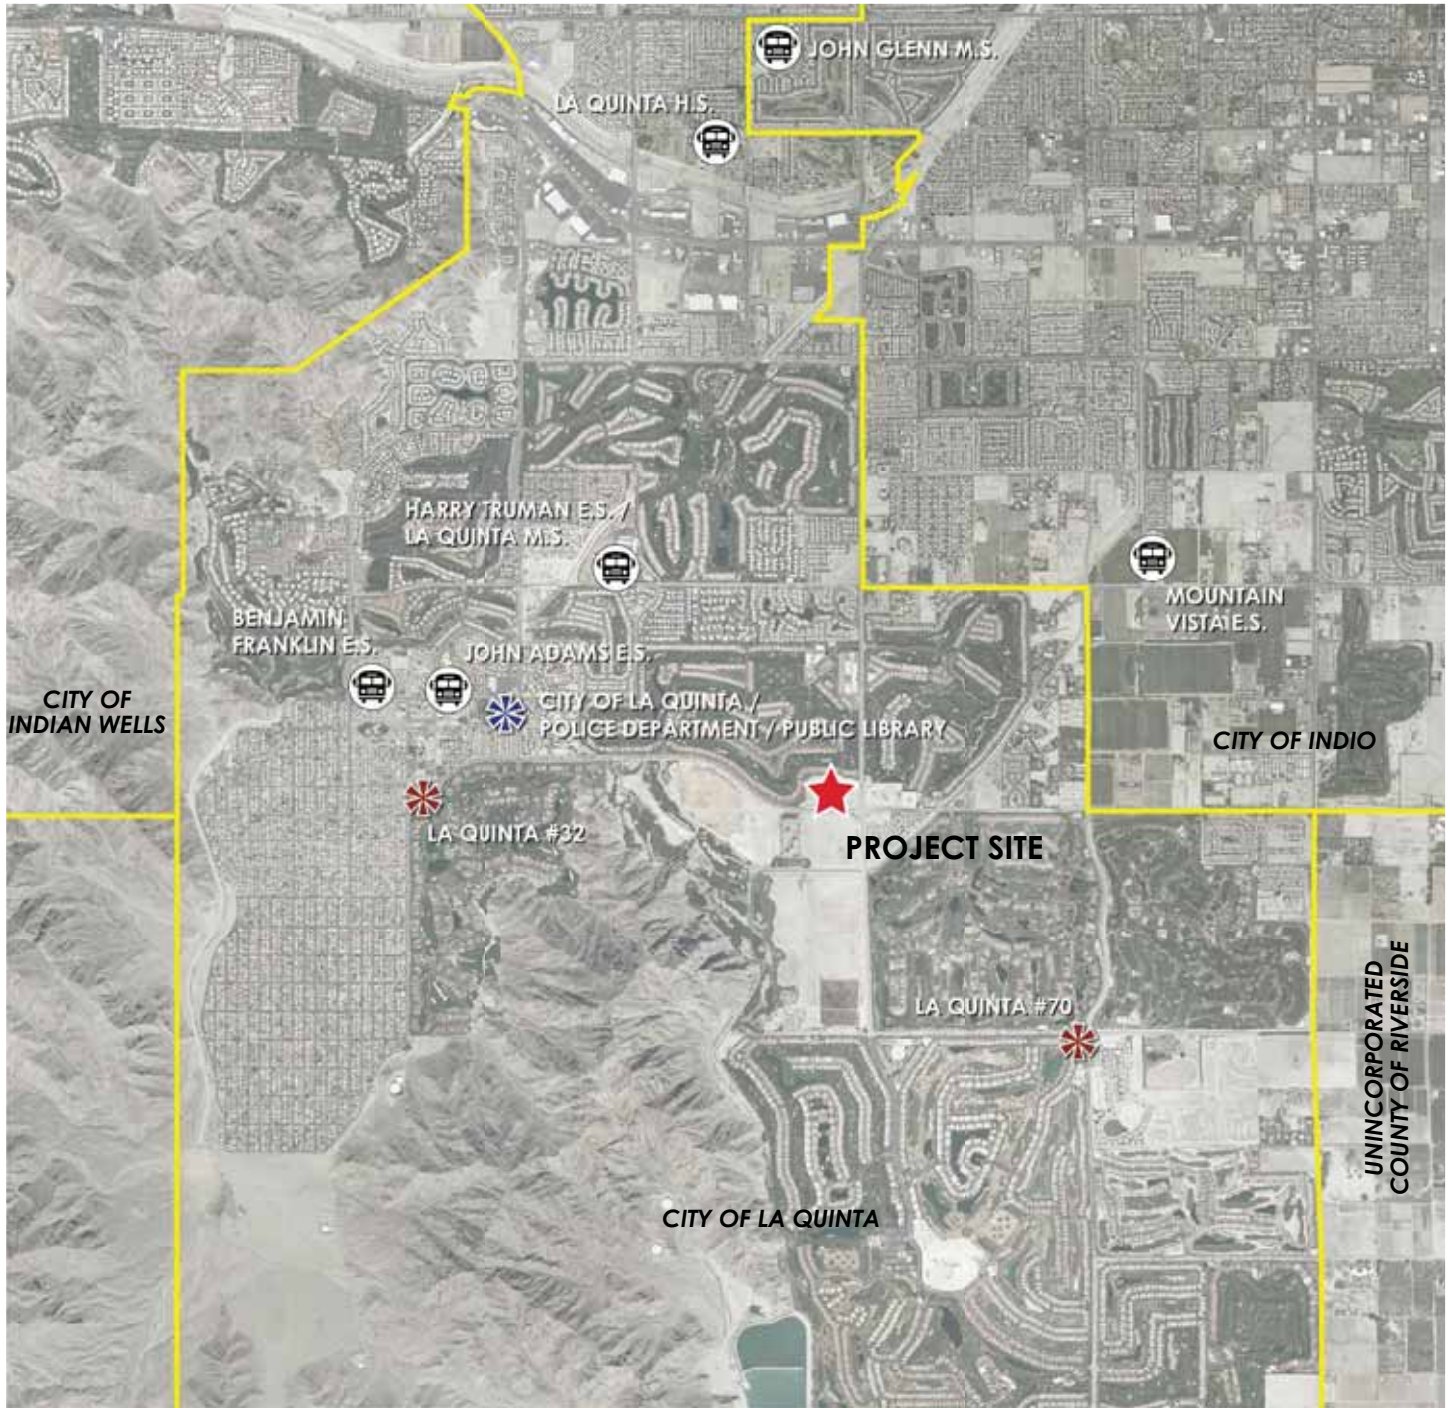 JOHN GLENN M.S.
LA QUINTA H.S.
HARRY TRUMAN E.S. /
LA QUINTA M.S.
MOUNTAIN
VISTA E.S.
BENJAMIN
FRANKLIN E.S.
JOHN ADAMS E.S.
CITY OF
INDIAN WELLS
CITY OF LA QUINTA /
POLICE DEPARTMENT / PUBLIC LIBRARY
CITY OF INDIO
LA QUINTA #32
PROJECT SITE
LA QUINTA #70
UNINCORPORATED
COUNTY OF RIVERSIDE
CITY OF LA QUINTA